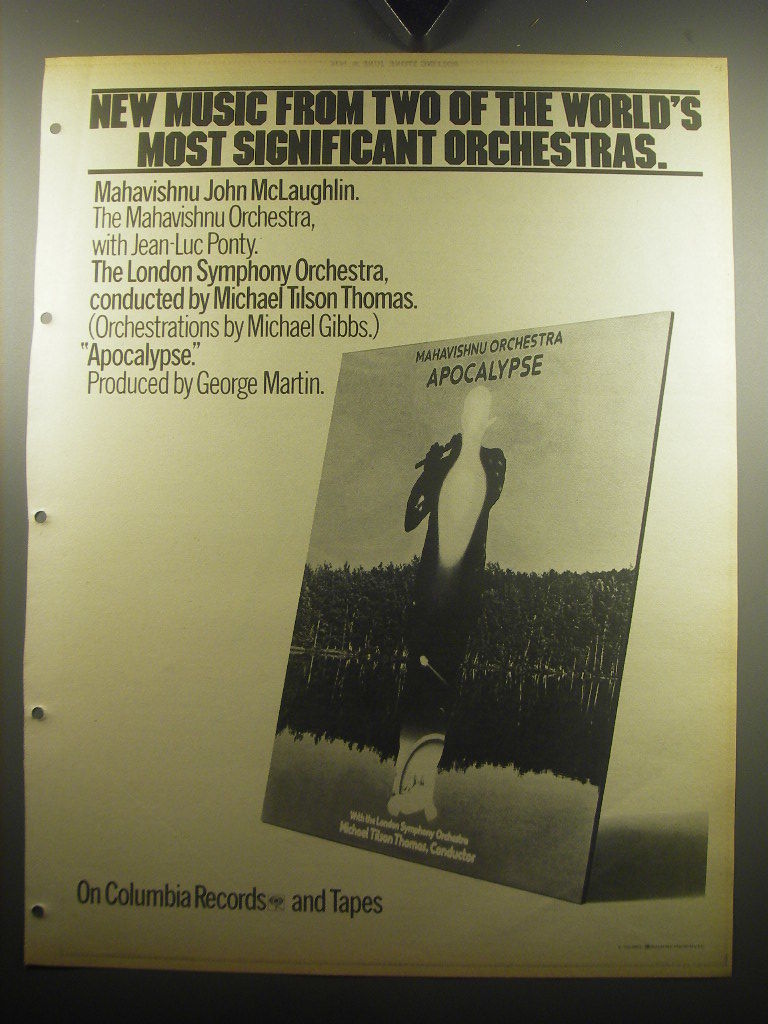 NEW MUSIC FROM TWO OF THE WORLD'S
MOST SIGNIFICANT ORCHESTRAS.
Mahavishnu John McLaughlin.
The Mahavishnu Orchestra,
with Jean-Luc Ponty.
The London Symphony Orchestra,
conducted by Michael Tilson Thomas.
(Orchestrations by Michael Gibbs.)
"Apocalypse."
Produced by George Martin.
MAHAVISHNU ORCHESTRA
APOCALYPSE
With the London Symphony Orchestra
Michael Tilson Thomas, Conductor
On Columbia Records and Tapes